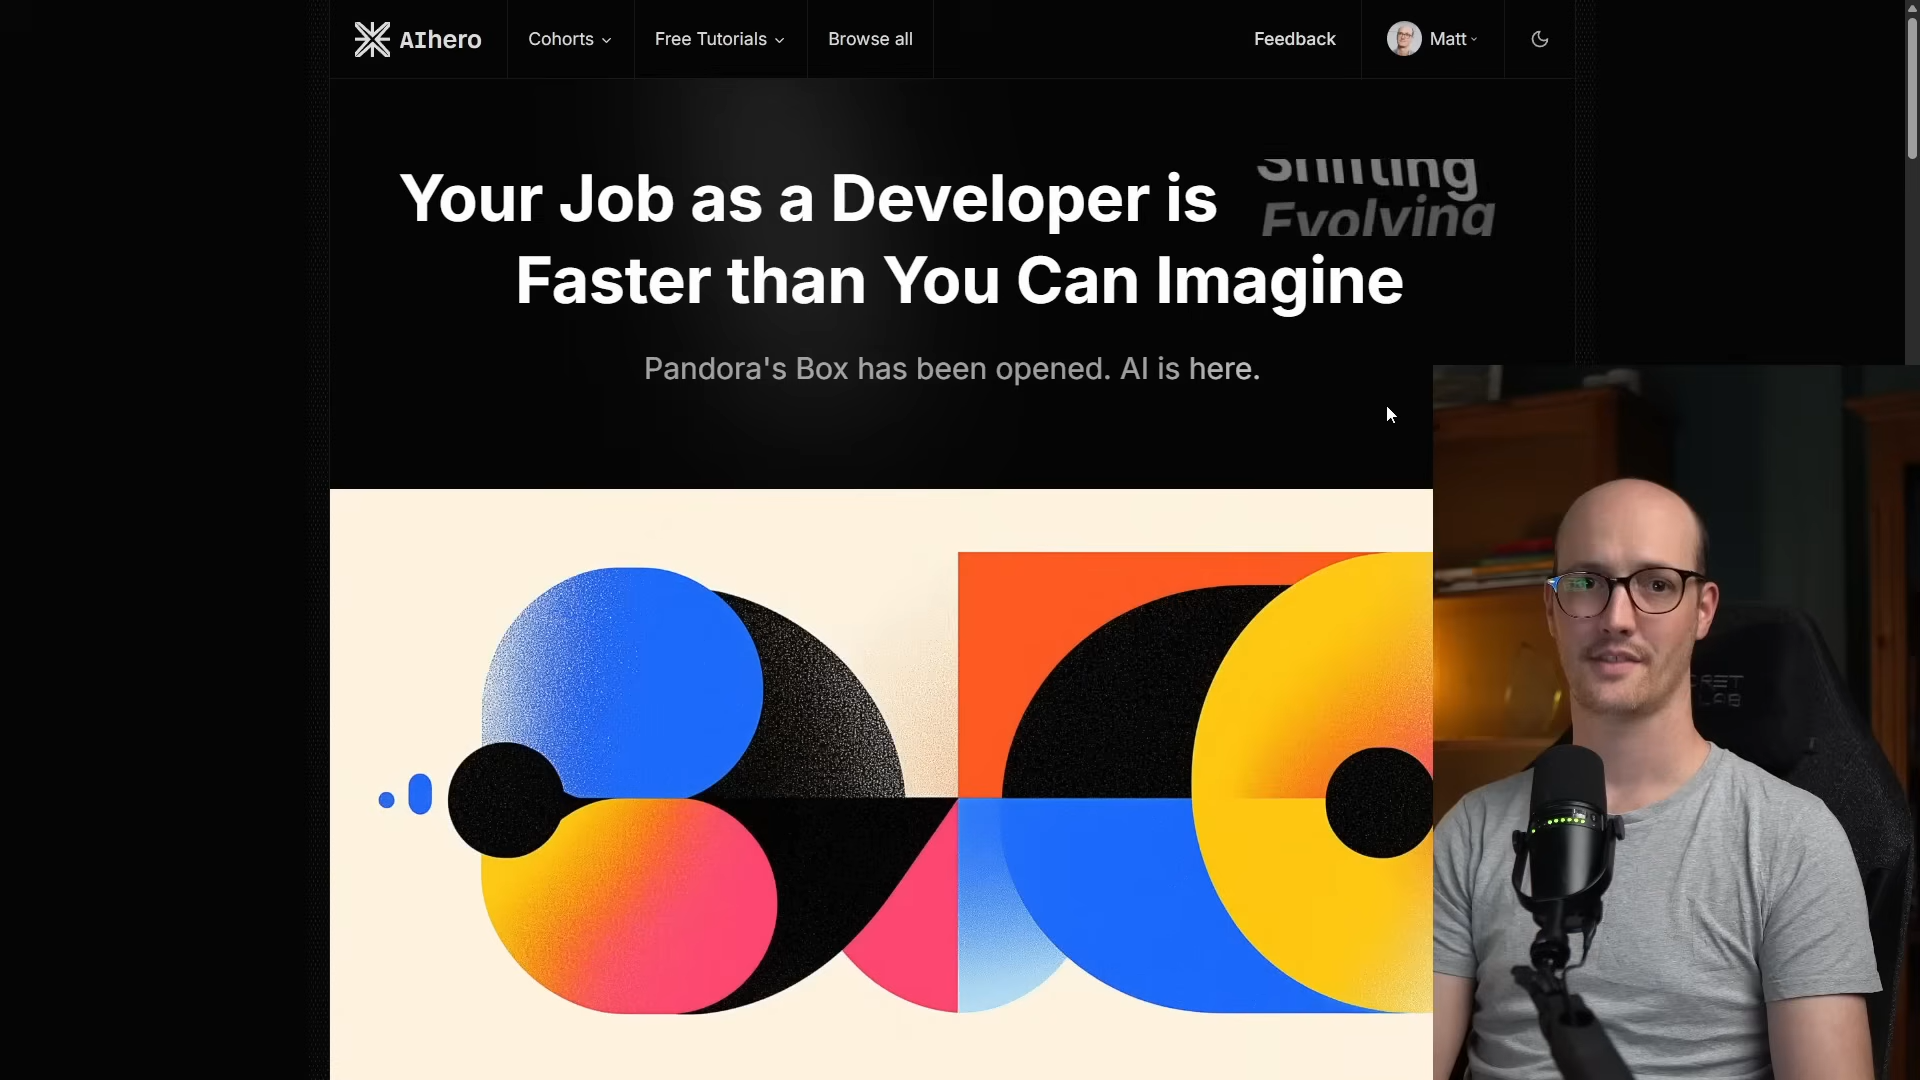 AIhero
Cohorts
Free Tutorials
Browse all
Feedback
Matt
Your Job as a Developer is
Shifting
Evolving
Faster than You Can Imagine
Pandora's Box has been opened. AI is here.